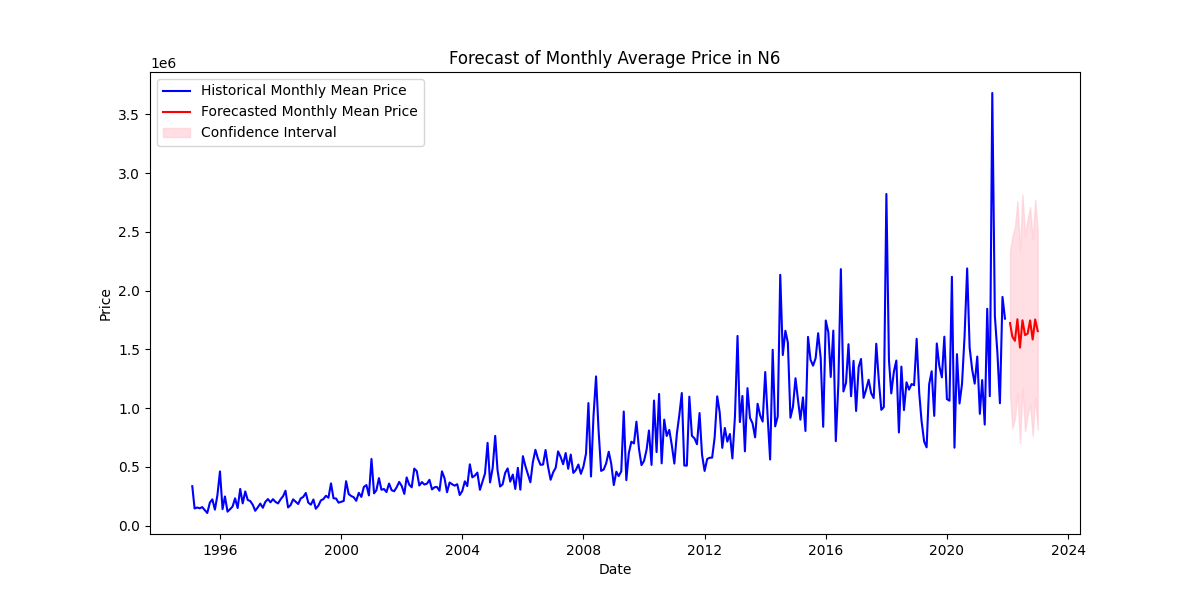 Forecast of Monthly Average Price in N6
1e6
Historical Monthly Mean Price
Forecasted Monthly Mean Price
Confidence Interval
3.5
3.0
2.5
2.0
1.5
1.0
0.5
0.0
Price
1996 2000 2004 2008 2012 2016 2020 2024
Date